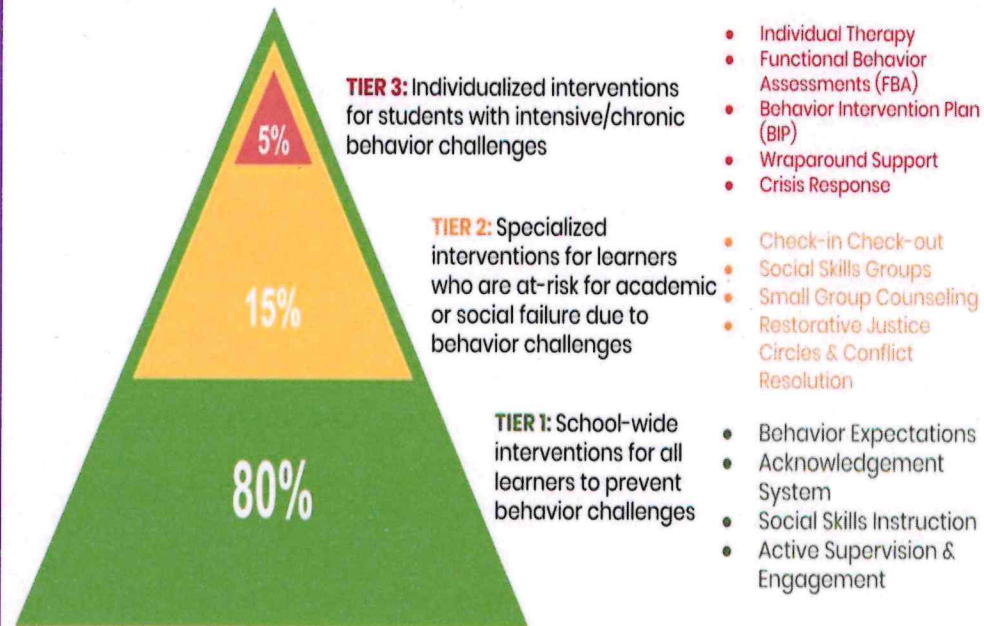 TIER 3: Individualized interventions
for students with intensive/chronic
behavior challenges
5%
• Individual Therapy
• Functional Behavior
Assessments (FBA)
• Behavior Intervention Plan
(BIP)
• Wraparound Support
• Crisis Response
TIER 2: Specialized
interventions for learners
who are at-risk for academic
or social failure due to
behavior challenges
15%
• Check-in Check-out
• Social Skills Groups
• Small Group Counseling
• Restorative Justice
Circles & Conflict
Resolution
TIER 1: School-wide
interventions for all
learners to prevent
behavior challenges
80%
• Behavior Expectations
• Acknowledgement
System
• Social Skills Instruction
• Active Supervision &
Engagement